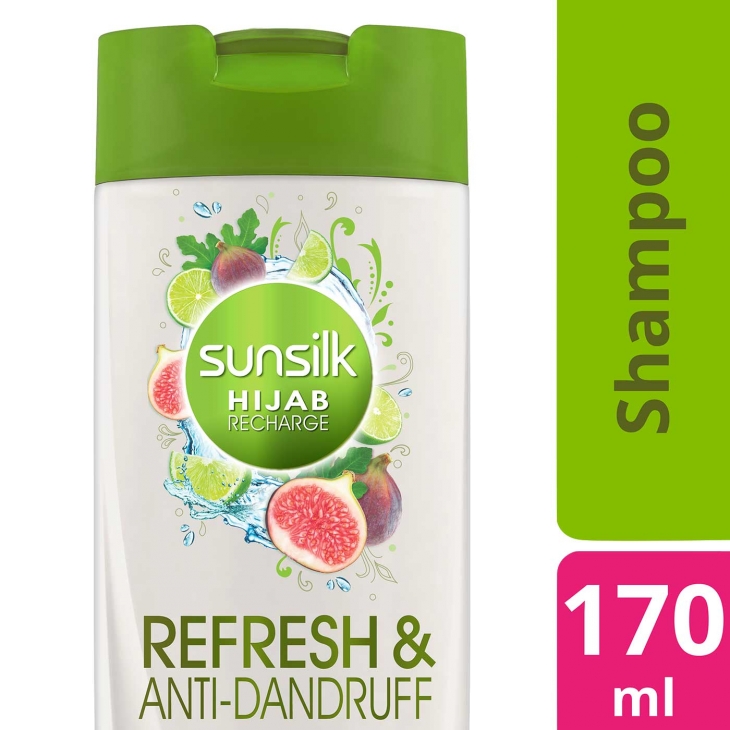 sunsilk
HIJAB
RECHARGE
REFRESH &
ANTI-DANDRUFF
Shampoo
170
ml